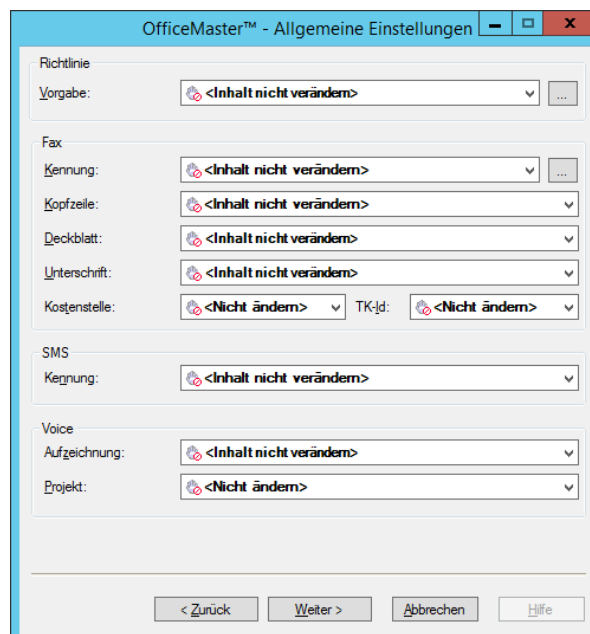 OfficeMaster™ - Allgemeine Einstellungen
Richtlinie
Vorgabe: <Inhalt nicht verändern> ...
Fax
Kennung: <Inhalt nicht verändern> ...
Kopfzeile: <Inhalt nicht verändern>
Deckblatt: <Inhalt nicht verändern>
Unterschrift: <Inhalt nicht verändern>
Kostenstelle: <Nicht ändern> TK-Id: <Nicht ändern>
SMS
Kennung: <Inhalt nicht verändern>
Voice
Aufzeichnung: <Inhalt nicht verändern>
Projekt: <Nicht ändern>
< Zurück Weiter > Abbrechen Hilfe